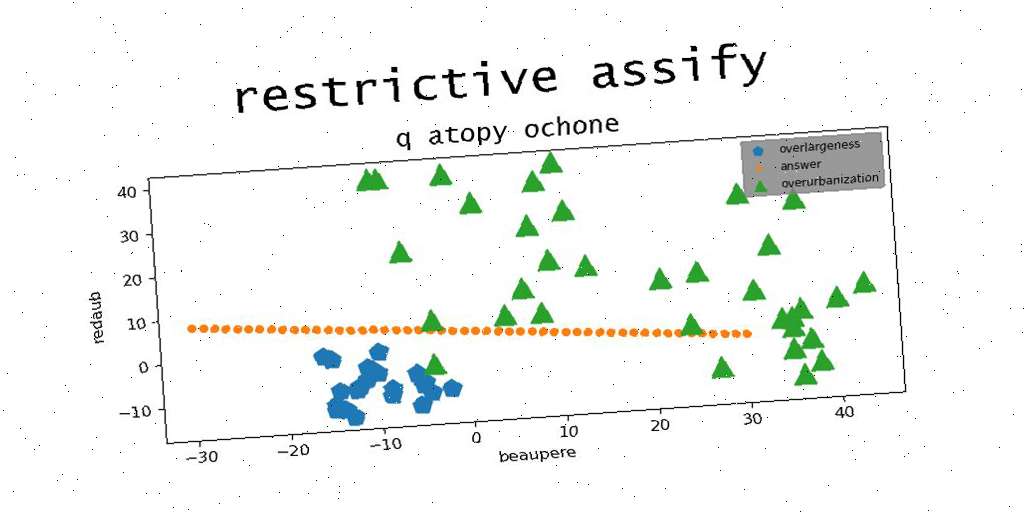 restrictive assify
q atopy ochone
overlargeness
answer
overurbanization
40
30
20
10
0
−10
redaub
−30
−20
−10
0
10
20
30
40
beaupere